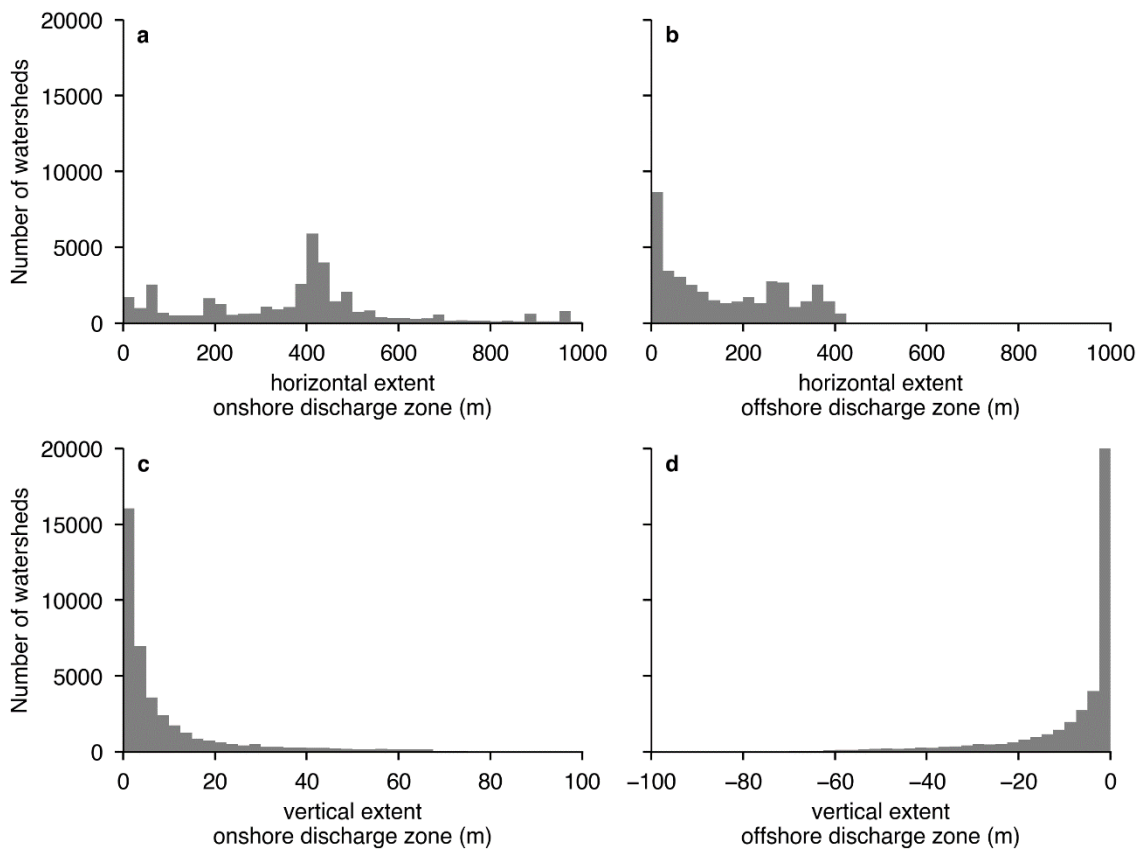 a
20000
15000
10000
5000
0
Number of watersheds
0 200 400 600 800 1000
horizontal extent
onshore discharge zone (m)
b
0 200 400 600 800 1000
horizontal extent
offshore discharge zone (m)
c
20000
15000
10000
5000
0
Number of watersheds
0 20 40 60 80 100
vertical extent
onshore discharge zone (m)
d
−100 −80 −60 −40 −20 0
vertical extent
offshore discharge zone (m)